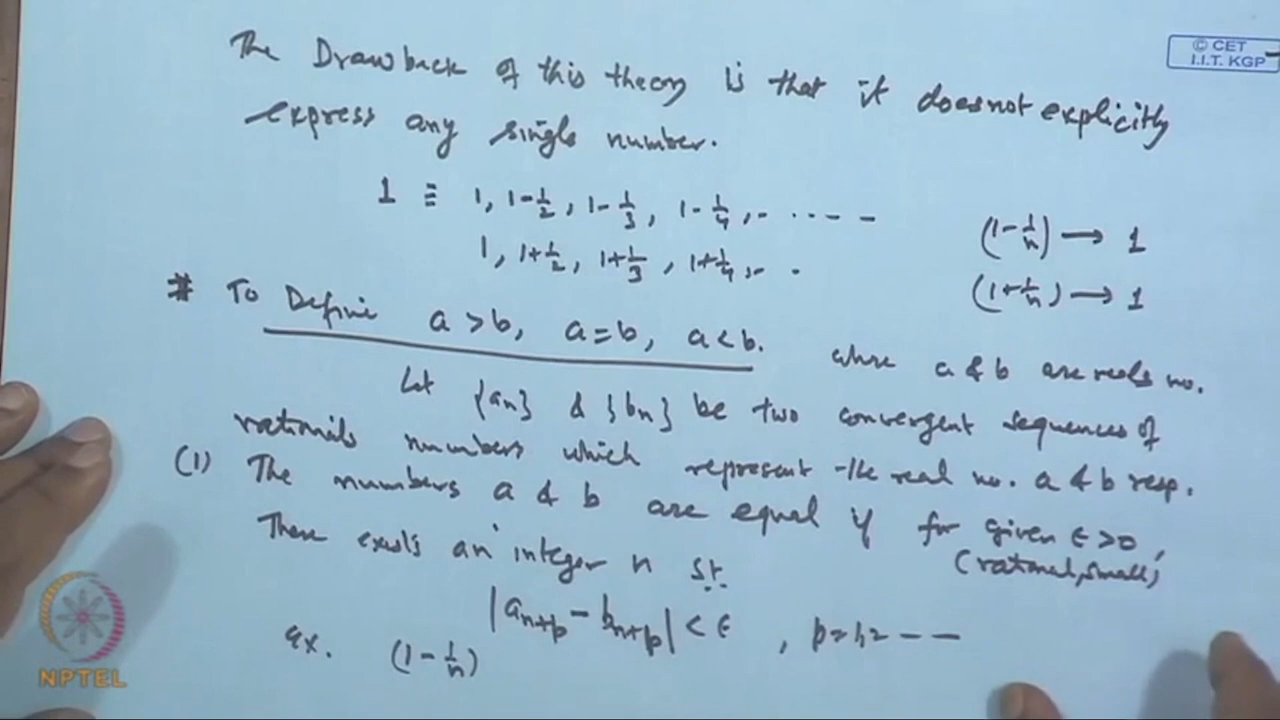 © CET
I.I.T. KGP
The Drawback of this theory is that it does not explicitly
express any single number.
1 ≡ 1, 1-1/2, 1-1/3, 1-1/4, - ..... - -
(1-1/n) → 1
1, 1+1/2, 1+1/3, 1+1/4, - .
(1+1/n) → 1
# To Define a > b, a = b, a < b. where a & b are reals no.
Let {an} & {bn} be two convergent sequences of
rationals numbers which represent the real no. a & b resp.
(1) The numbers a & b are equal if for given ε > 0,
(rational, small)
There exists an integer n st.
|an+p - bn+p| < ε , p = 1, 2 - - -
ex. (1-1/n)
NPTEL